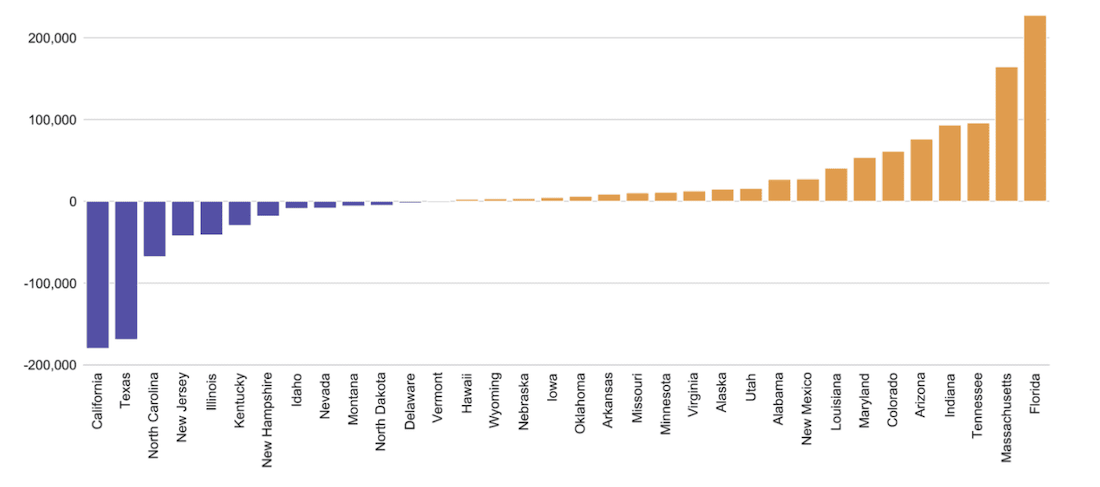 200,000
100,000
0
-100,000
-200,000
California
Texas
North Carolina
New Jersey
Illinois
Kentucky
New Hampshire
Idaho
Nevada
Montana
North Dakota
Delaware
Vermont
Hawaii
Wyoming
Nebraska
Iowa
Oklahoma
Arkansas
Missouri
Minnesota
Virginia
Alaska
Utah
Alabama
New Mexico
Louisiana
Maryland
Colorado
Arizona
Indiana
Tennessee
Massachusetts
Florida